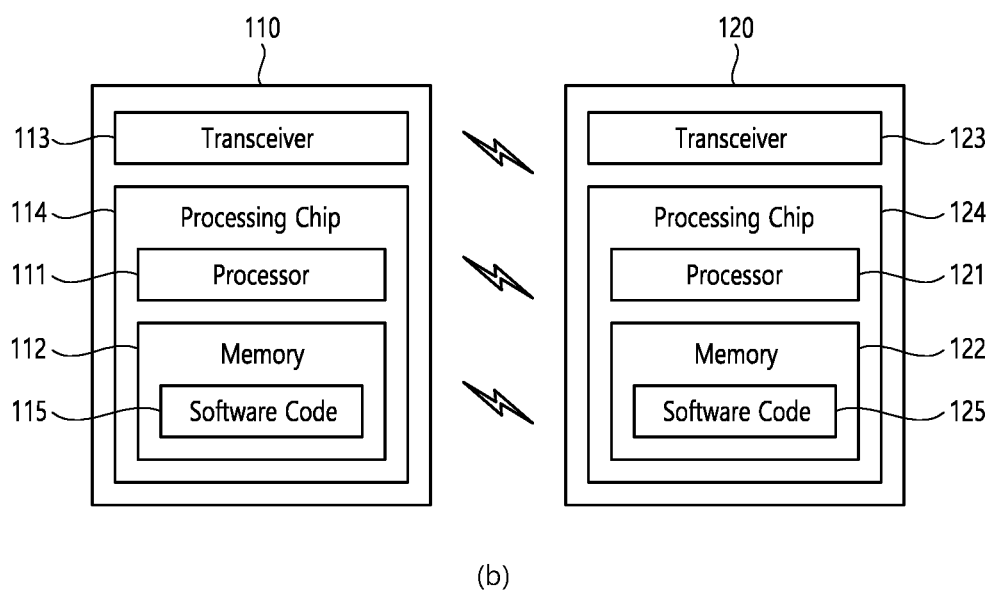 110 120
113 Transceiver Transceiver 123
114 Processing Chip Processing Chip 124
111 Processor Processor 121
112 Memory Memory 122
115 Software Code Software Code 125
(b)